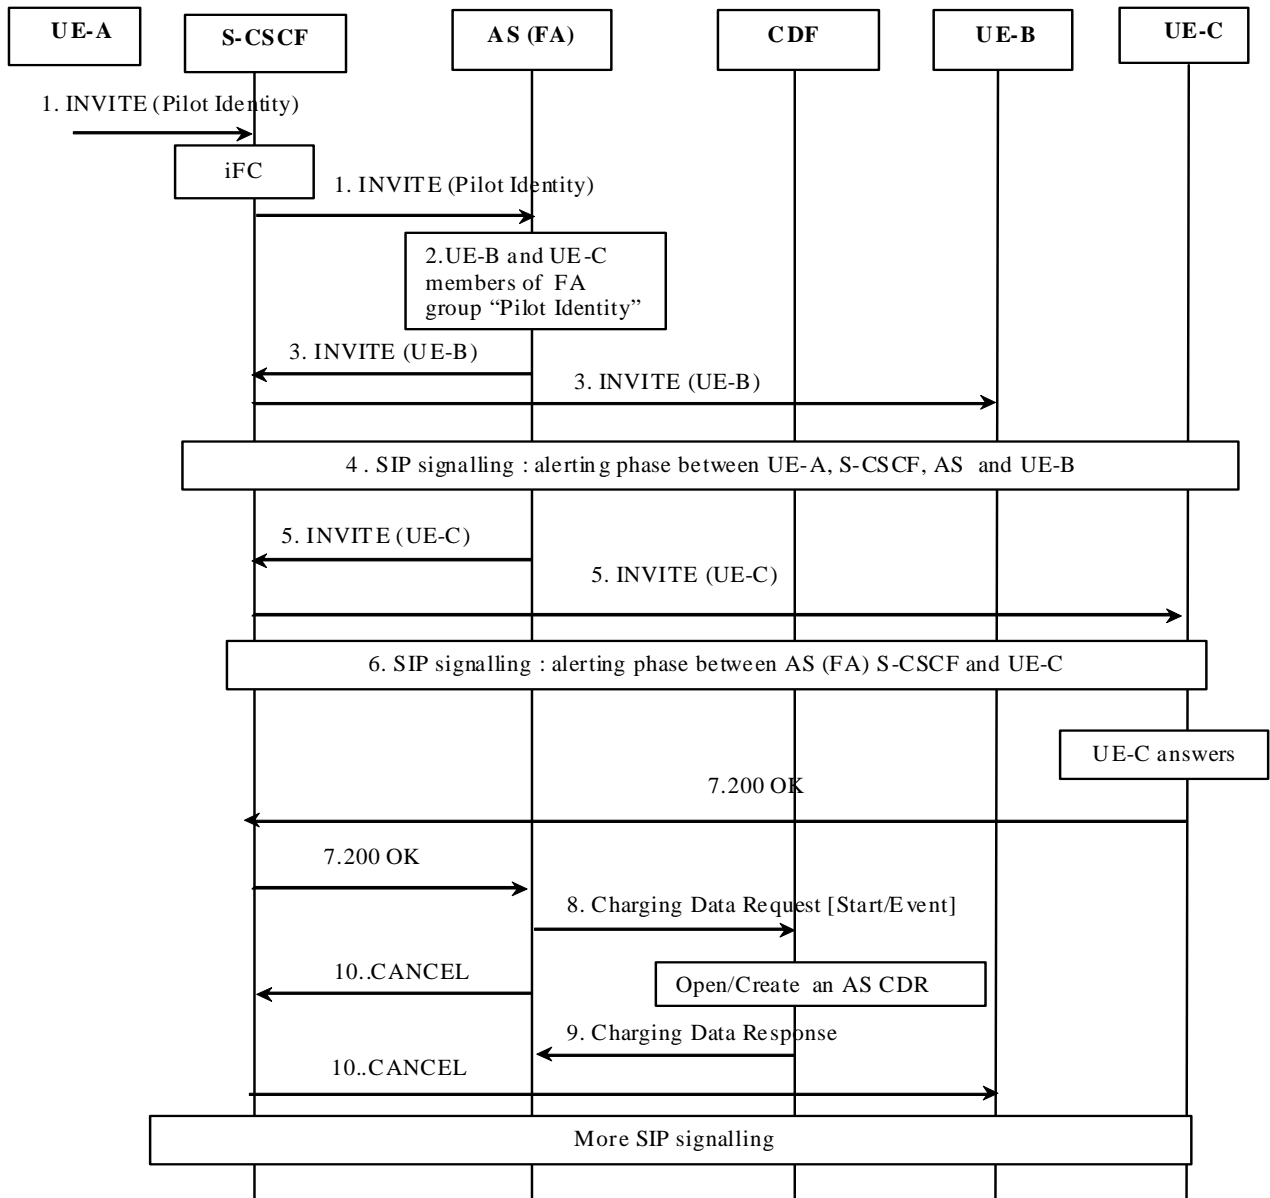 UE-A
S-CSCF
AS (FA)
CDF
UE-B
UE-C
1. INVITE (Pilot Identity)
iFC
1. INVITE (Pilot Identity)
2.UE-B and UE-C
members of FA
group “Pilot Identity”
3. INVITE (UE-B)
3. INVITE (UE-B)
4 . SIP signalling : alerting phase between UE-A, S-CSCF, AS and UE-B
5. INVITE (UE-C)
5. INVITE (UE-C)
6. SIP signalling : alerting phase between AS (FA) S-CSCF and UE-C
UE-C answers
7.200 OK
7.200 OK
8. Charging Data Request [Start/Event]
10..CANCEL
Open/Create an AS CDR
9. Charging Data Response
10..CANCEL
More SIP signalling